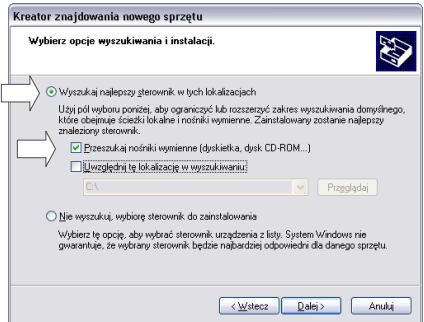 Kreator znajdowania nowego sprzętu
Wybierz opcje wyszukiwania i instalacji.
Wyszukaj najlepszy sterownik w tych lokalizacjach
Użyj pól wyboru poniżej, aby ograniczyć lub rozszerzyć zakres wyszukiwania domyślnego,
które obejmuje ścieżki lokalne i nośniki wymienne. Zainstalowany zostanie najlepszy
znaleziony sterownik.
Przeszukaj nośniki wymienne (dyskietka, dysk CD-ROM...)
Uwzględnij tę lokalizację w wyszukiwaniu:
C:\
Przeglądaj
Nie wyszukuj, wybiorę sterownik do zainstalowania
Wybierz tę opcję, aby wybrać sterownik urządzenia z listy. System Windows nie
gwarantuje, że wybrany sterownik będzie najbardziej odpowiedni dla danego sprzętu.
< Wstecz
Dalej >
Anuluj